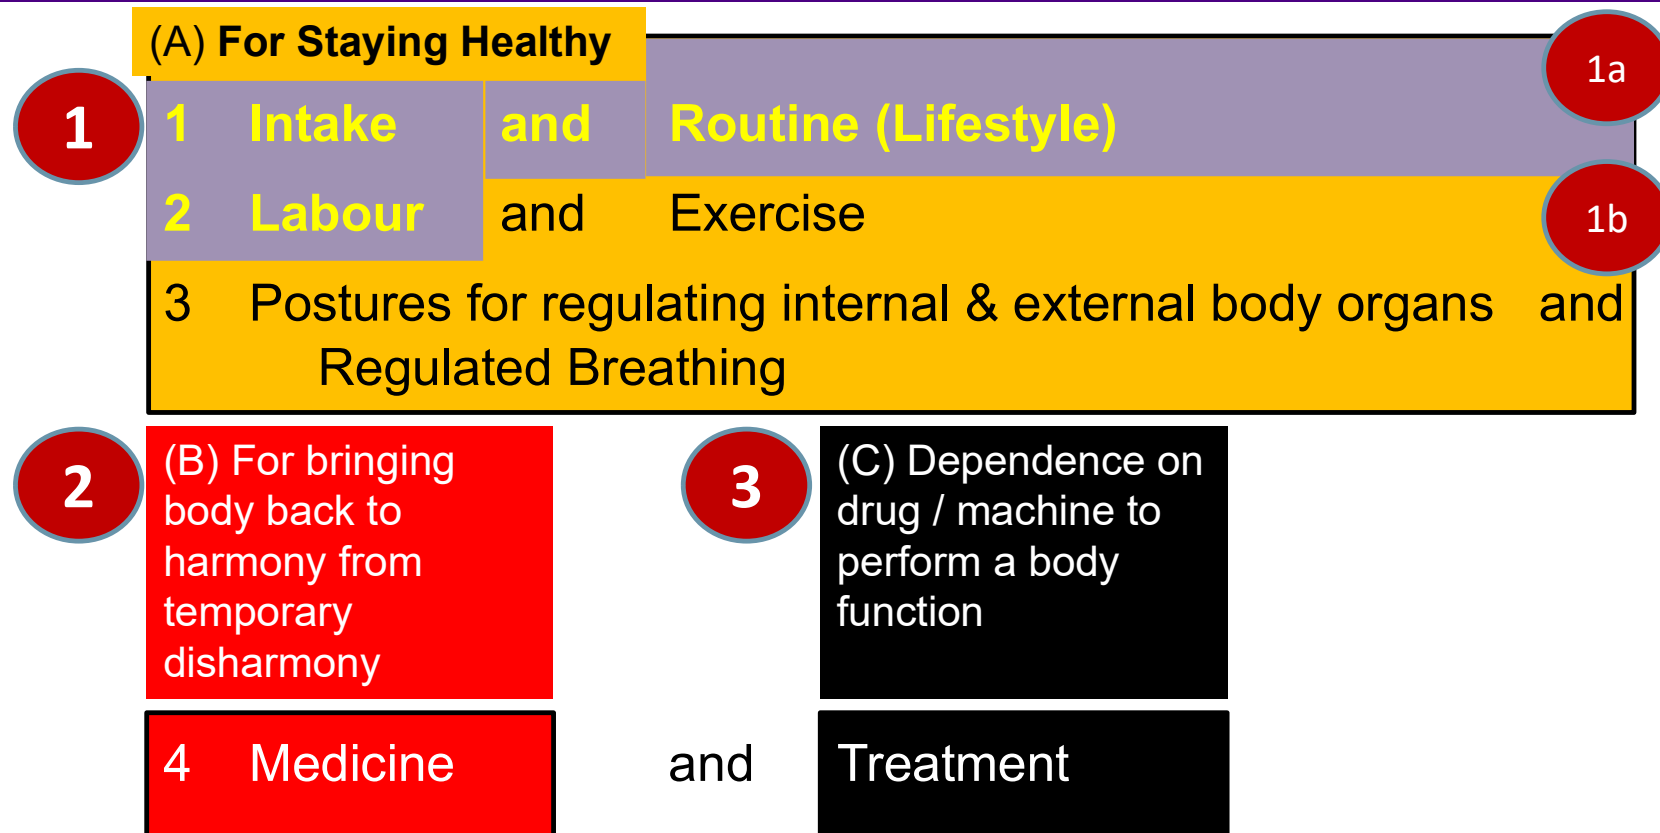 (A) For Staying Healthy
1a
1
1 Intake and Routine (Lifestyle)
2 Labour and Exercise
1b
3 Postures for regulating internal & external body organs and
Regulated Breathing
2
(B) For bringing
body back to
harmony from
temporary
disharmony
3
(C) Dependence on
drug / machine to
perform a body
function
4 Medicine and Treatment